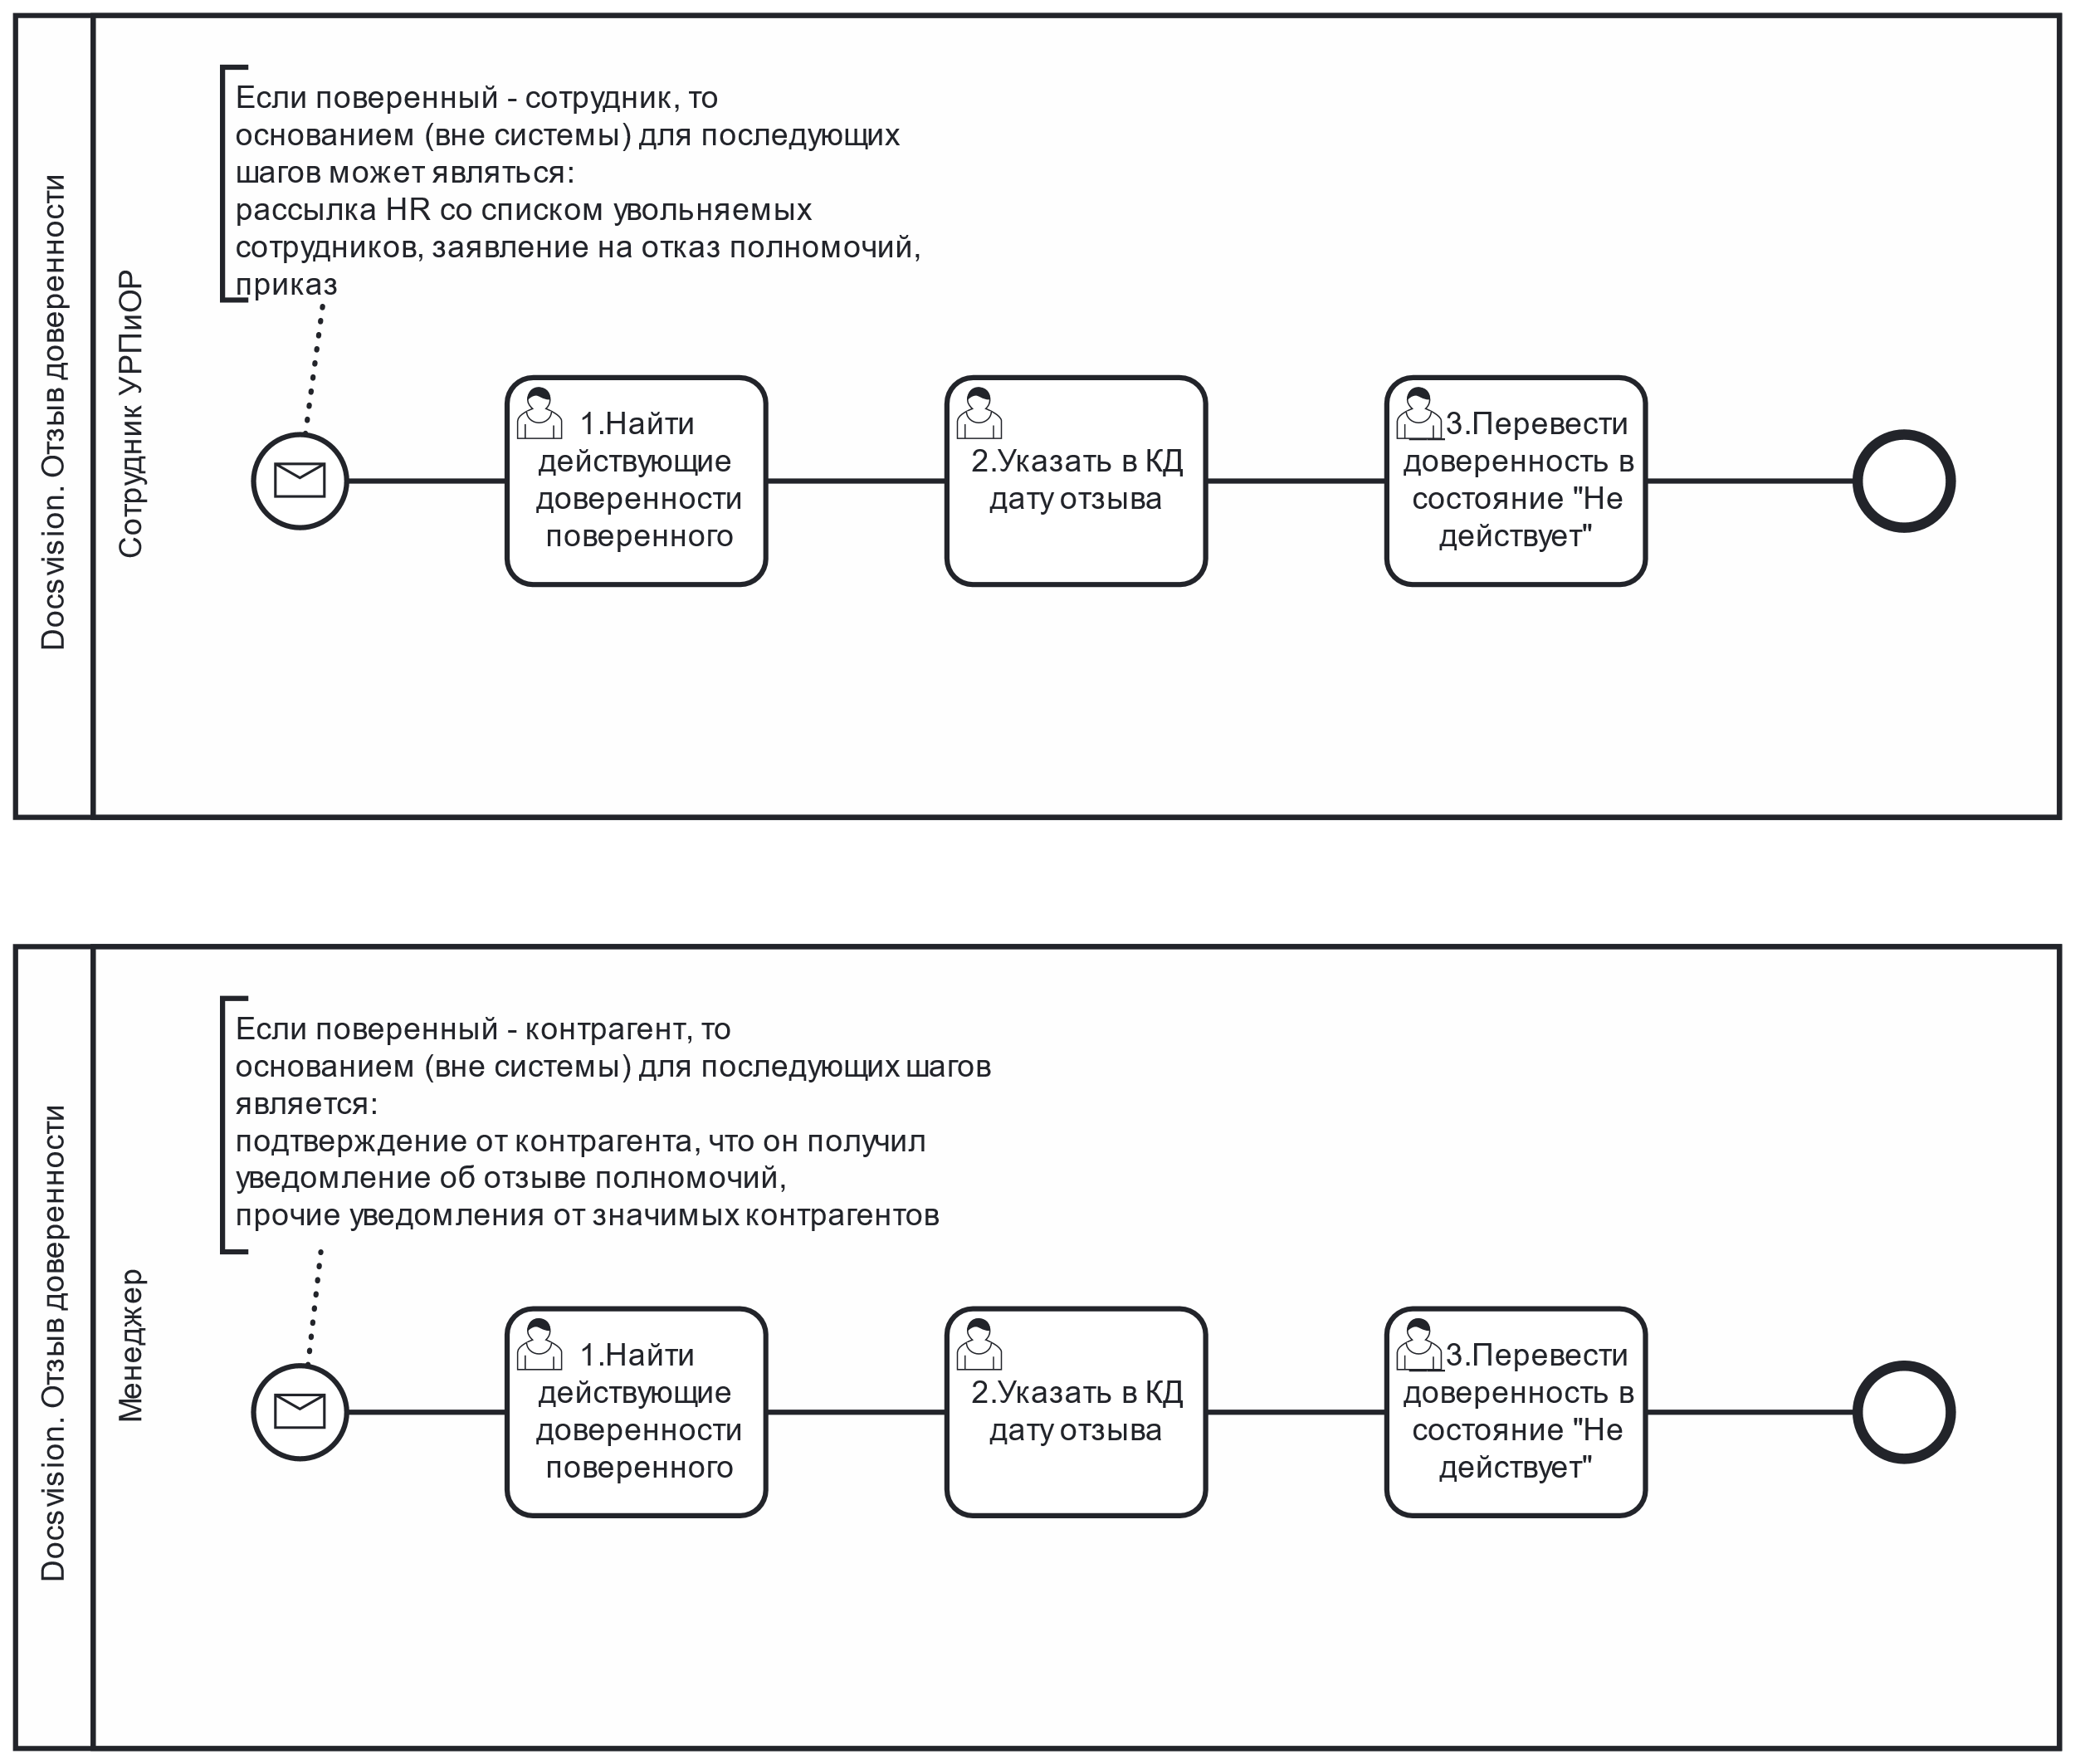 Docsvision. Отзыв доверенности
Сотрудник УРПиОР
Если поверенный - сотрудник, то
основанием (вне системы) для последующих
шагов может являться:
рассылка HR со списком увольняемых
сотрудников, заявление на отказ полномочий,
приказ
1.Найти
действующие
доверенности
поверенного
2.Указать в КД
дату отзыва
__3.Перевести
доверенность в
состояние "Не
действует"
Docsvision. Отзыв доверенности
Менеджер
Если поверенный - контрагент, то
основанием (вне системы) для последующих шагов
является:
подтверждение от контрагента, что он получил
уведомление об отзыве полномочий,
прочие уведомления от значимых контрагентов
1.Найти
действующие
доверенности
поверенного
2.Указать в КД
дату отзыва
__3.Перевести
доверенность в
состояние "Не
действует"